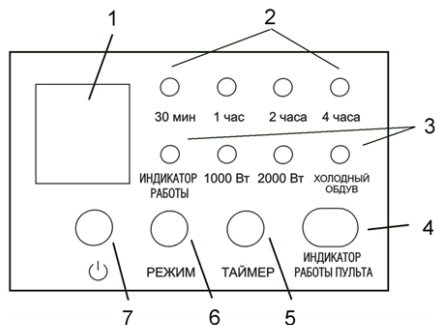 1
2
30 мин 1 час 2 часа 4 часа
3
ИНДИКАТОР РАБОТЫ 1000 Вт 2000 Вт ХОЛОДНЫЙ ОБДУВ
4
РЕЖИМ ТАЙМЕР ИНДИКАТОР РАБОТЫ ПУЛЬТА
7 6 5